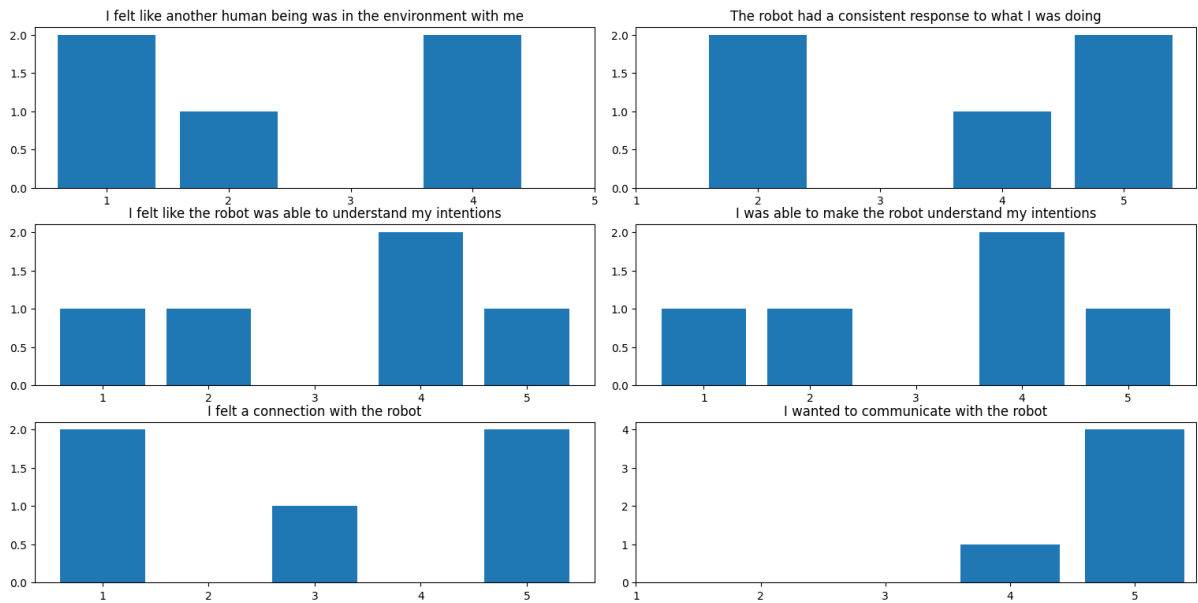 I felt like another human being was in the environment with me
2.0
1.5
1.0
0.5
0.0
1 2 3 4 5
The robot had a consistent response to what I was doing
2.0
1.5
1.0
0.5
0.0
1 2 3 4 5
I felt like the robot was able to understand my intentions
2.0
1.5
1.0
0.5
0.0
1 2 3 4 5
I was able to make the robot understand my intentions
2.0
1.5
1.0
0.5
0.0
1 2 3 4 5
I felt a connection with the robot
2.0
1.5
1.0
0.5
0.0
1 2 3 4 5
I wanted to communicate with the robot
4
3
2
1
0
1 2 3 4 5